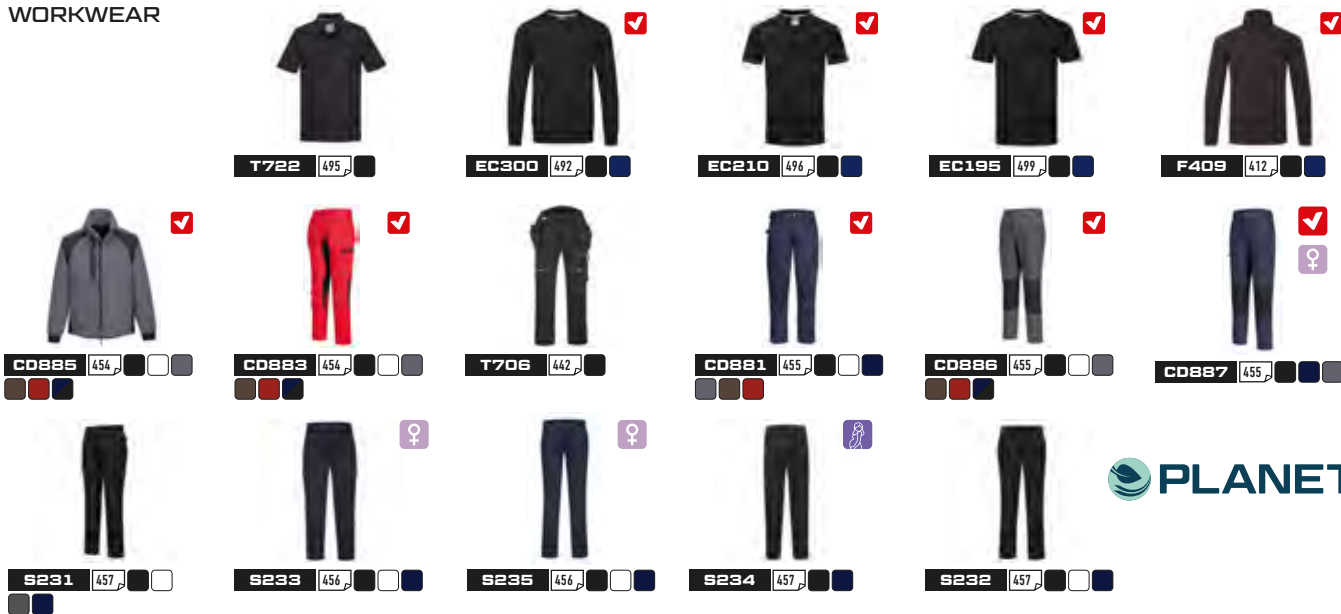 WORKWEAR
T722 495
EC300 492
EC210 496
EC195 499
F409 412
CD885 454
CD883 454
T706 442
CD881 455
CD886 455
CD887 455
S231 457
S233 456
S235 456
S234 457
S232 457
PLANET